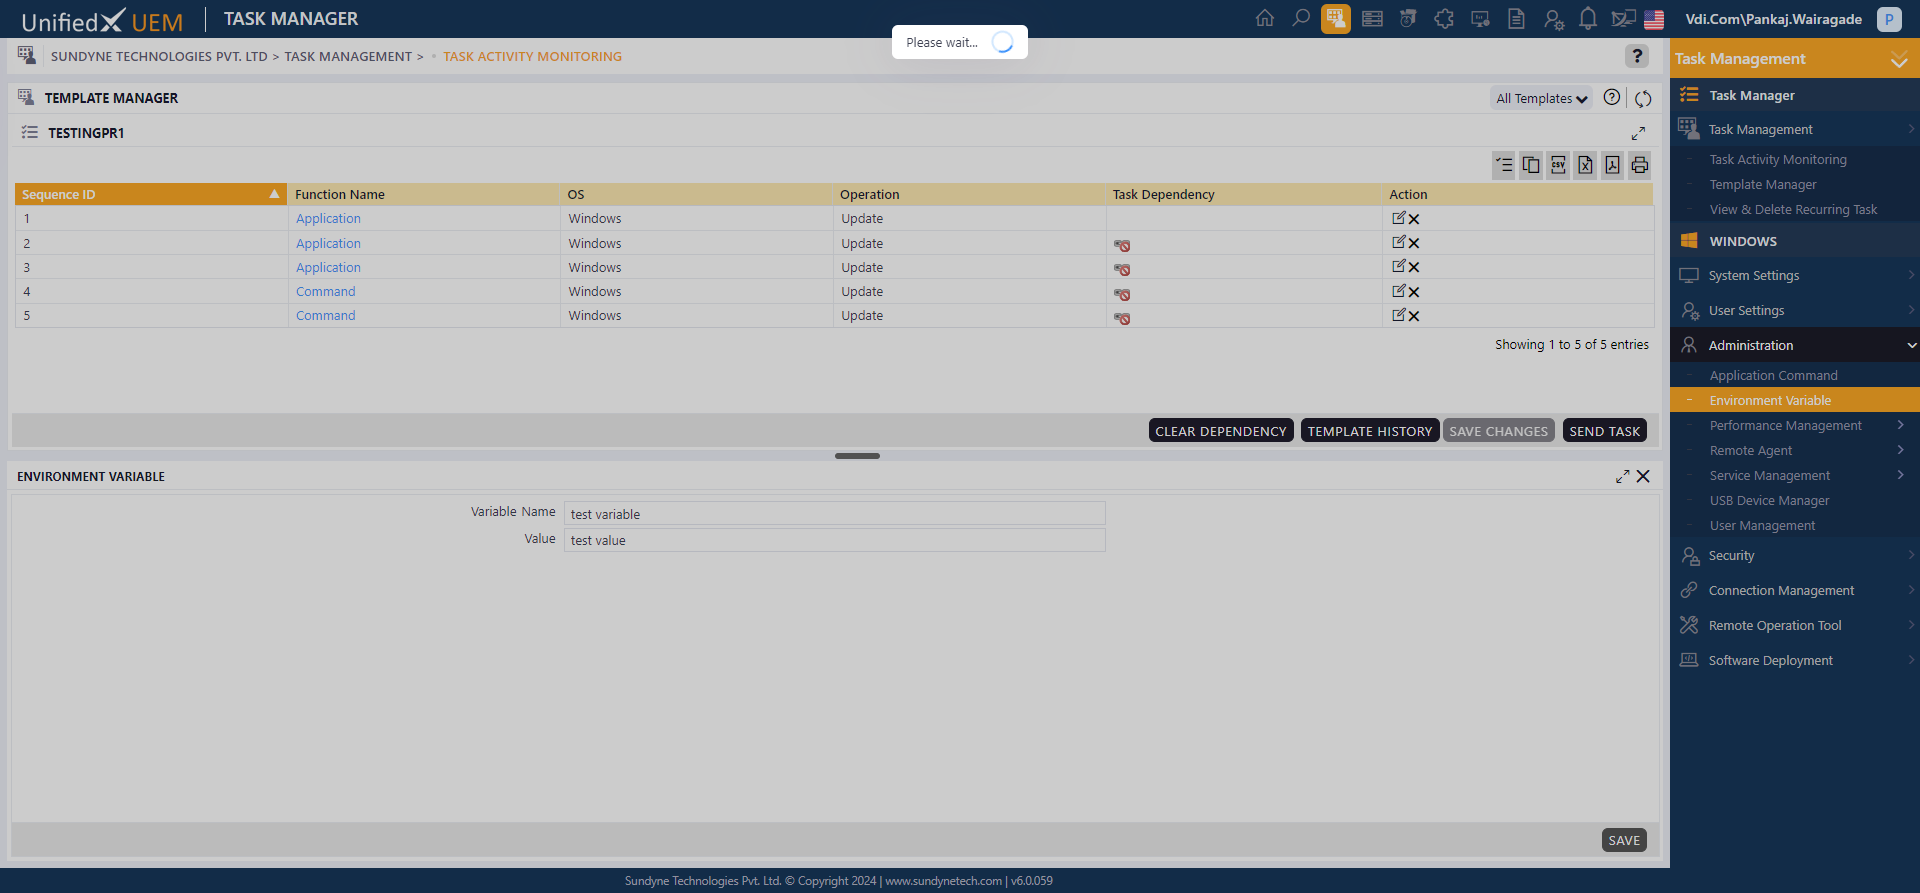 UnifiedX UEM | TASK MANAGER
Vdi.Com\Pankaj.Wairagade P
Please wait...
SUNDYNE TECHNOLOGIES PVT. LTD > TASK MANAGEMENT > TASK ACTIVITY MONITORING
?
TEMPLATE MANAGER
All Templates
TESTINGPR1
CSV
Sequence ID Function Name OS Operation Task Dependency Action
1 Application Windows Update
2 Application Windows Update
3 Application Windows Update
4 Command Windows Update
5 Command Windows Update
Showing 1 to 5 of 5 entries
CLEAR DEPENDENCY TEMPLATE HISTORY SAVE CHANGES SEND TASK
ENVIRONMENT VARIABLE
Variable Name test variable
Value test value
SAVE
Task Management
Task Manager
Task Management
Task Activity Monitoring
Template Manager
View & Delete Recurring Task
WINDOWS
System Settings
User Settings
Administration
Application Command
Environment Variable
Performance Management
Remote Agent
Service Management
USB Device Manager
User Management
Security
Connection Management
Remote Operation Tool
Software Deployment
Sundyne Technologies Pvt. Ltd. © Copyright 2024 | www.sundynetech.com | v6.0.059